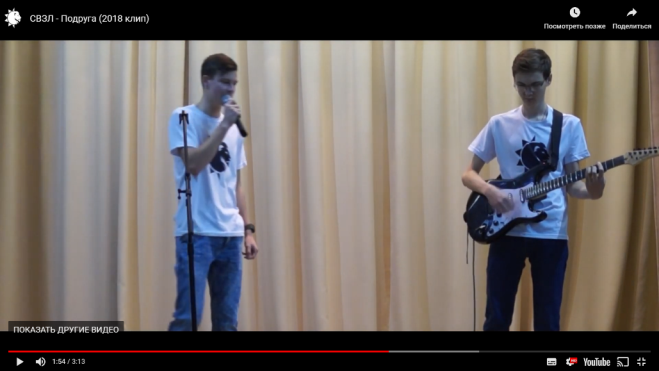 СВЗЛ - Подруга (2018 клип)
Посмотреть позже
Поделиться
ПОКАЗАТЬ ДРУГИЕ ВИДЕО
1:54 / 3:13
YouTube